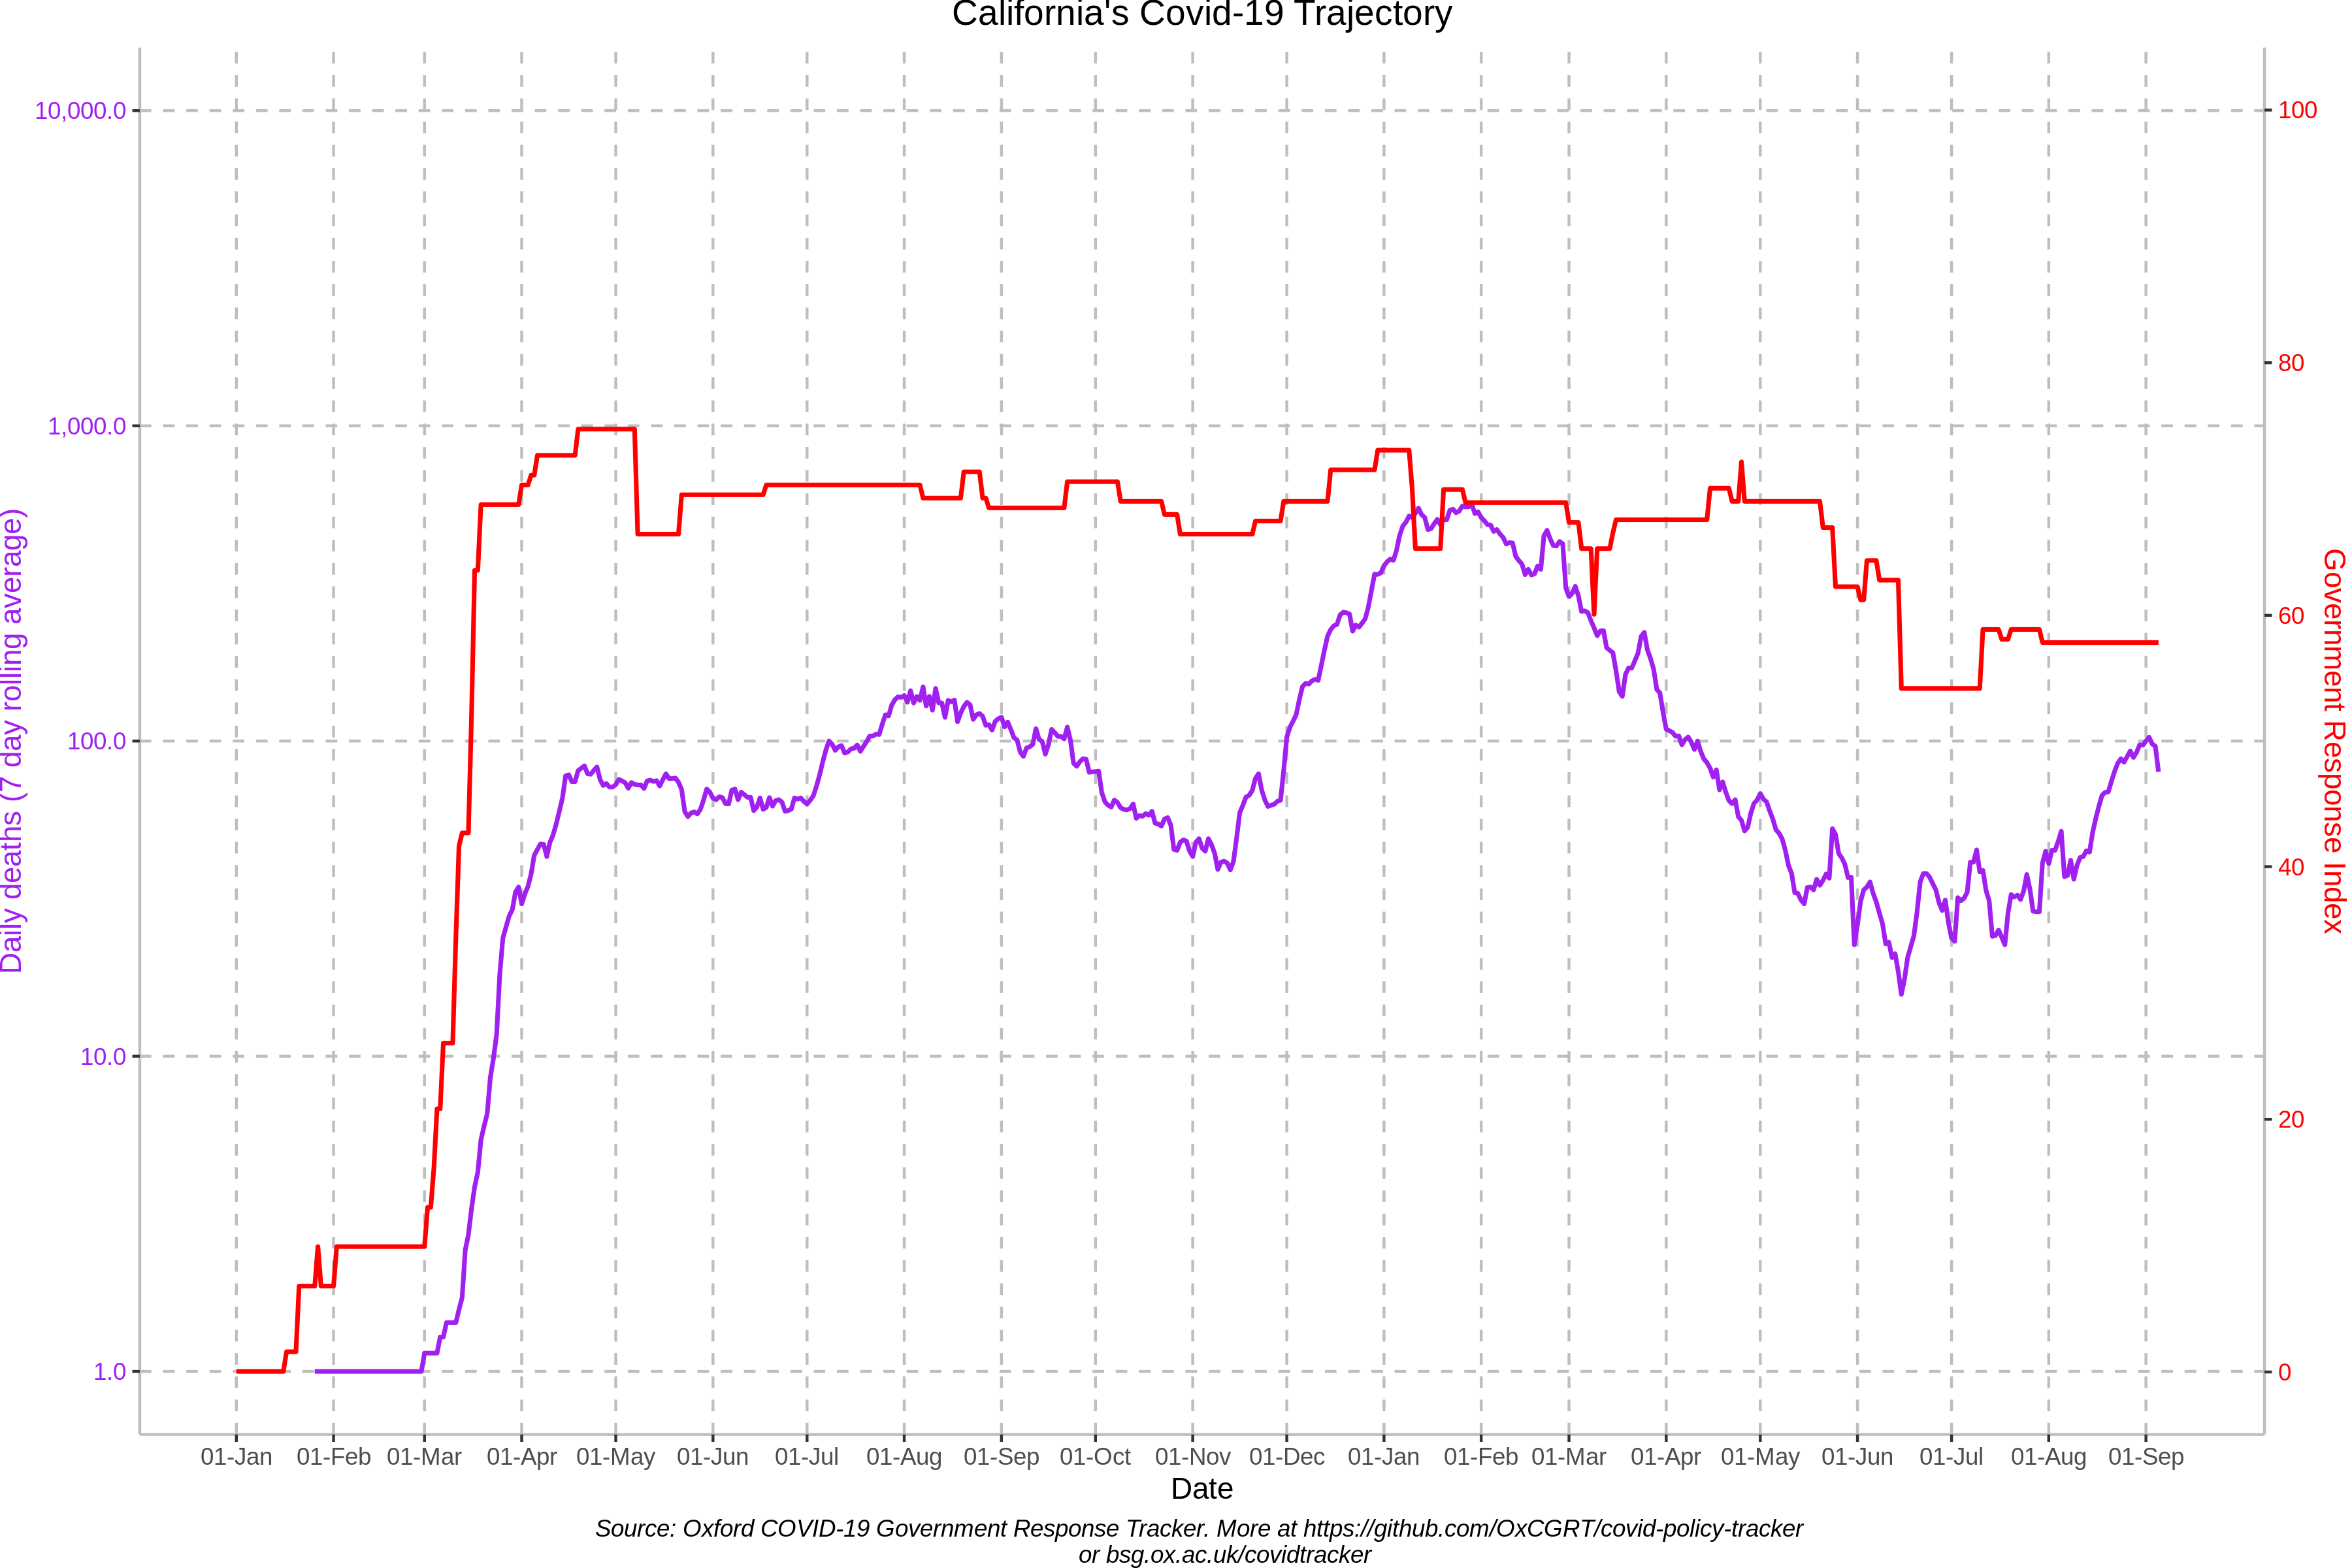 California's Covid-19 Trajectory
10,000.0
1,000.0
100.0
10.0
1.0
Daily deaths (7 day rolling average)
100
80
60
40
20
0
Government Response Index
01-Jan 01-Feb 01-Mar 01-Apr 01-May 01-Jun 01-Jul 01-Aug 01-Sep 01-Oct 01-Nov 01-Dec 01-Jan 01-Feb 01-Mar 01-Apr 01-May 01-Jun 01-Jul 01-Aug 01-Sep
Date
Source: Oxford COVID-19 Government Response Tracker. More at https://github.com/OxCGRT/covid-policy-tracker
or bsg.ox.ac.uk/covidtracker